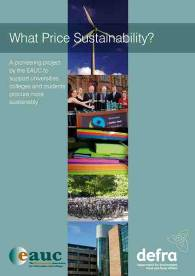 What Price Sustainability?
A pioneering project
by the EAUC to
support universities
colleges and students
procure more
sustainably
eauc
defra